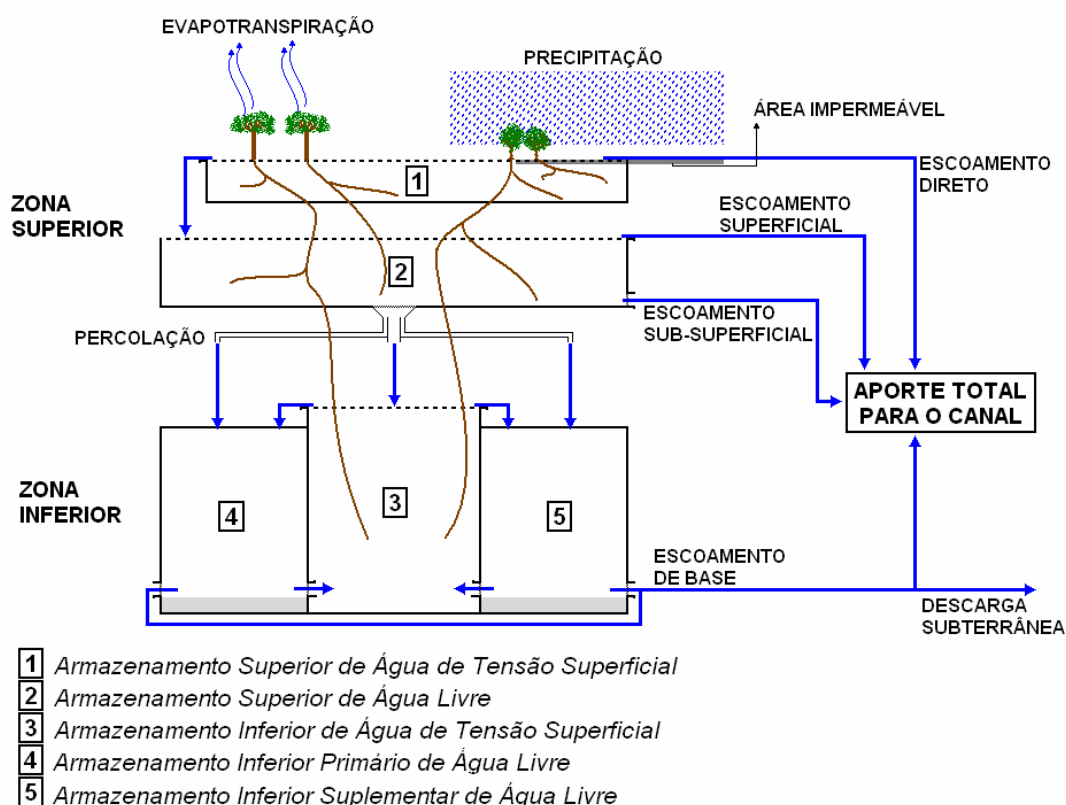 EVAPOTRANSPIRAÇÃO
PRECIPITAÇÃO
ÁREA IMPERMEÁVEL
1
ESCOAMENTO
DIRETO
ZONA
SUPERIOR
ESCOAMENTO
SUPERFICIAL
2
ESCOAMENTO
SUB-SUPERFICIAL
PERCOLAÇÃO
APORTE TOTAL
PARA O CANAL
ZONA
INFERIOR
4
3
5
ESCOAMENTO
DE BASE
DESCARGA
SUBTERRÂNEA
1 Armazenamento Superior de Água de Tensão Superficial
2 Armazenamento Superior de Água Livre
3 Armazenamento Inferior de Água de Tensão Superficial
4 Armazenamento Inferior Primário de Água Livre
5 Armazenamento Inferior Suplementar de Água Livre